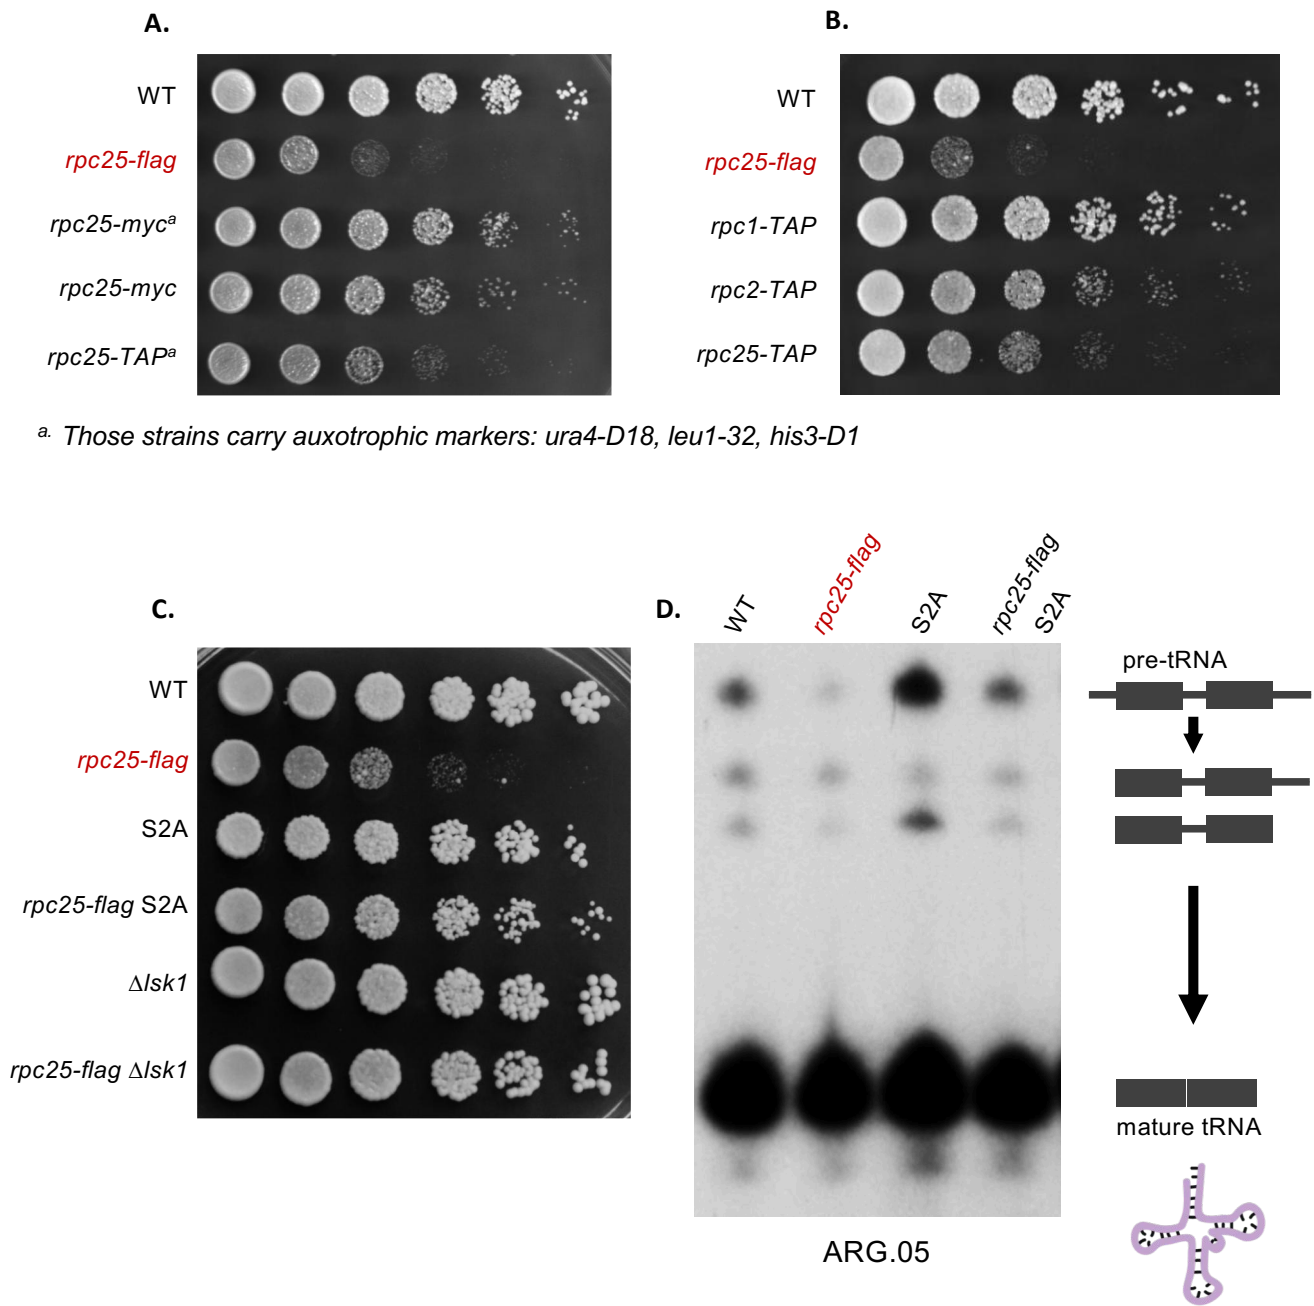 A.
WT
rpc25-flag
rpc25-mycᵃ
rpc25-myc
rpc25-TAPᵃ
B.
WT
rpc25-flag
rpc1-TAP
rpc2-TAP
rpc25-TAP
a. Those strains carry auxotrophic markers: ura4-D18, leu1-32, his3-D1
C.
WT
rpc25-flag
S2A
rpc25-flag S2A
Δlsk1
rpc25-flag Δlsk1
D.
WT
rpc25-flag
S2A
rpc25-flag
S2A
pre-tRNA
mature tRNA
ARG.05